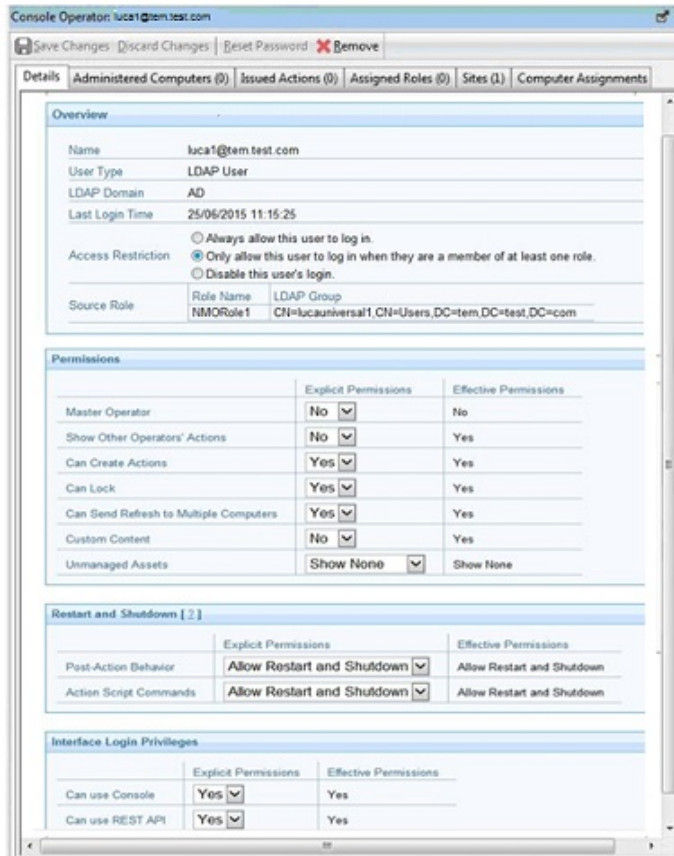 Console Operator: luca1@tem.test.com
Save Changes Discard Changes Reset Password Remove
Details Administered Computers (0) Issued Actions (0) Assigned Roles (0) Sites (1) Computer Assignments
Overview
Name luca1@tem.test.com
User Type LDAP User
LDAP Domain AD
Last Login Time 25/06/2015 11:15:25
Access Restriction
Always allow this user to log in.
Only allow this user to log in when they are a member of at least one role.
Disable this user's login.
Source Role
Role Name LDAP Group
NMORole1 CN=lucauniversal1,CN=Users,DC=tem,DC=test,DC=com
Permissions
Explicit Permissions Effective Permissions
Master Operator No No
Show Other Operators' Actions No Yes
Can Create Actions Yes Yes
Can Lock Yes Yes
Can Send Refresh to Multiple Computers Yes Yes
Custom Content No Yes
Unmanaged Assets Show None Show None
Restart and Shutdown [ ? ]
Explicit Permissions Effective Permissions
Post-Action Behavior Allow Restart and Shutdown Allow Restart and Shutdown
Action Script Commands Allow Restart and Shutdown Allow Restart and Shutdown
Interface Login Privileges
Explicit Permissions Effective Permissions
Can use Console Yes Yes
Can use REST API Yes Yes